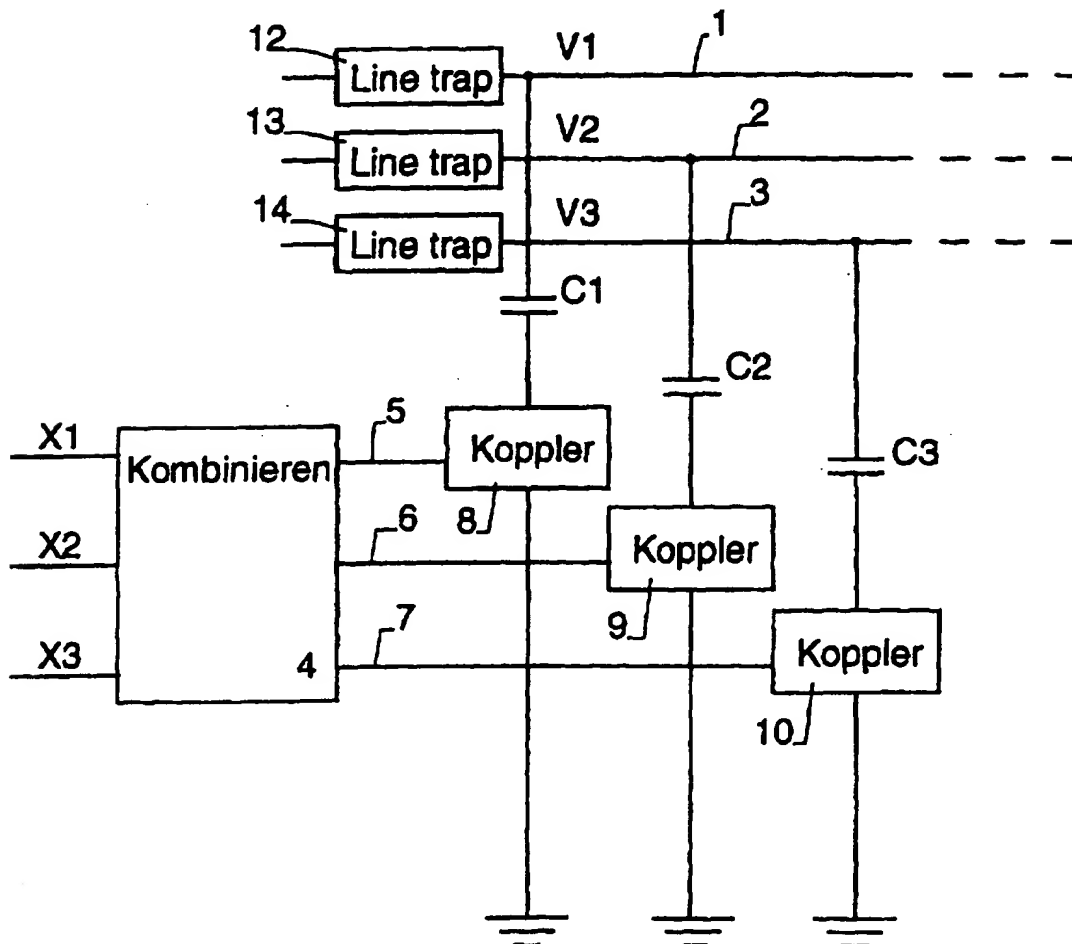 12
Line trap
V1
1
13
Line trap
V2
2
14
Line trap
V3
3
C1
C2
C3
X1
X2
X3
Kombinieren
4
5
Koppler
8
6
Koppler
9
7
Koppler
10